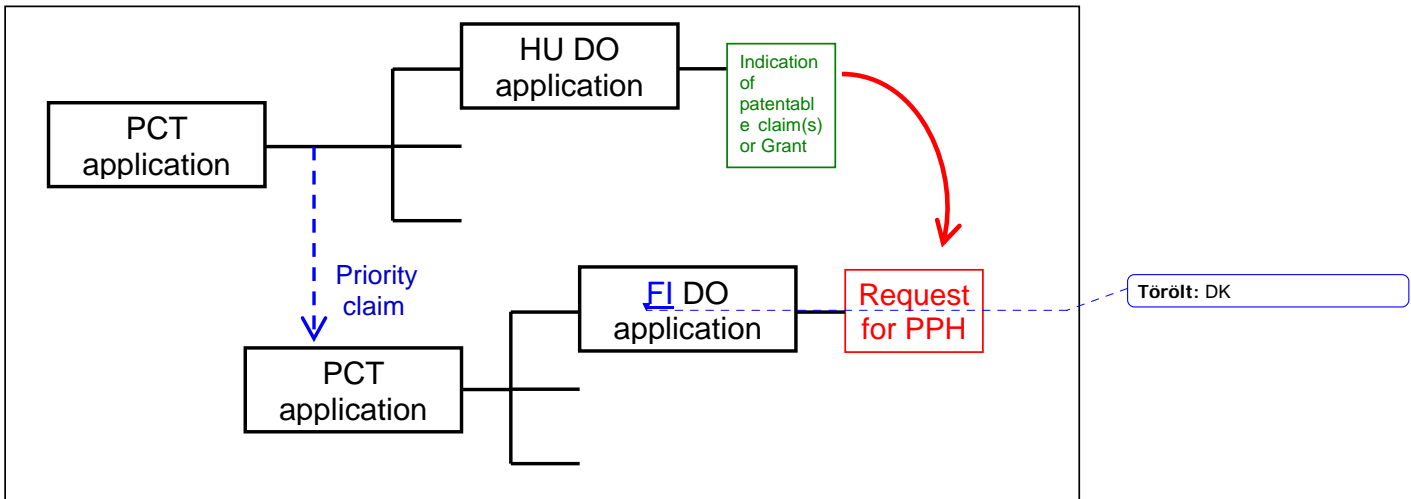 HU DO
application
Indication
of
patentabl
e claim(s)
or Grant
PCT
application
Priority
claim
FI DO
application
Request
for PPH
Törölt: DK
PCT
application